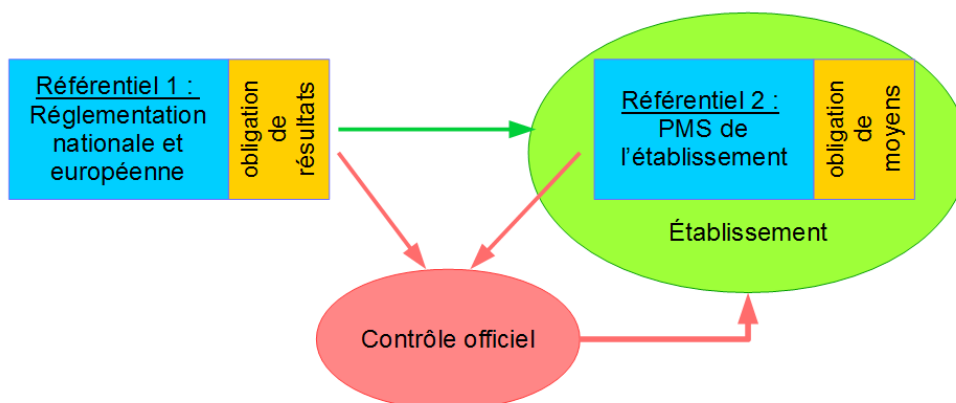 Référentiel 1 :
Réglementation
nationale et
européenne
obligation
de
résultats
Référentiel 2 :
PMS de
l'établissement
obligation
de
moyens
Établissement
Contrôle officiel